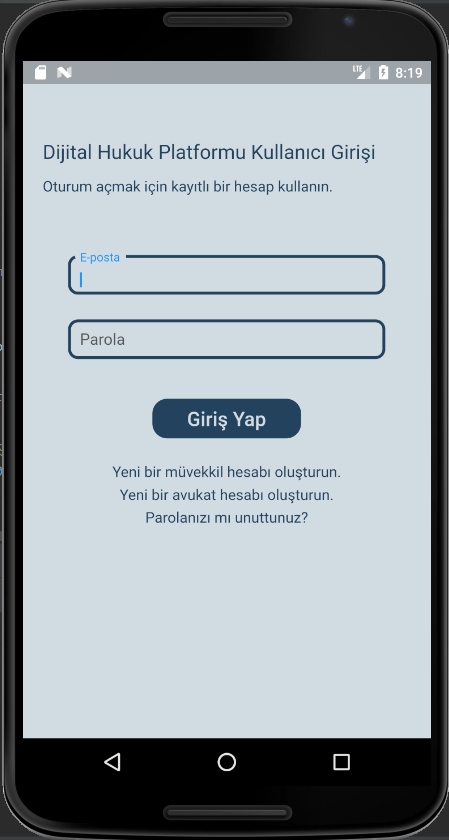 LTE 8:19
Dijital Hukuk Platformu Kullanıcı Girişi
Oturum açmak için kayıtlı bir hesap kullanın.
E-posta
Parola
Giriş Yap
Yeni bir müvekkil hesabı oluşturun.
Yeni bir avukat hesabı oluşturun.
Parolanızı mı unuttunuz?